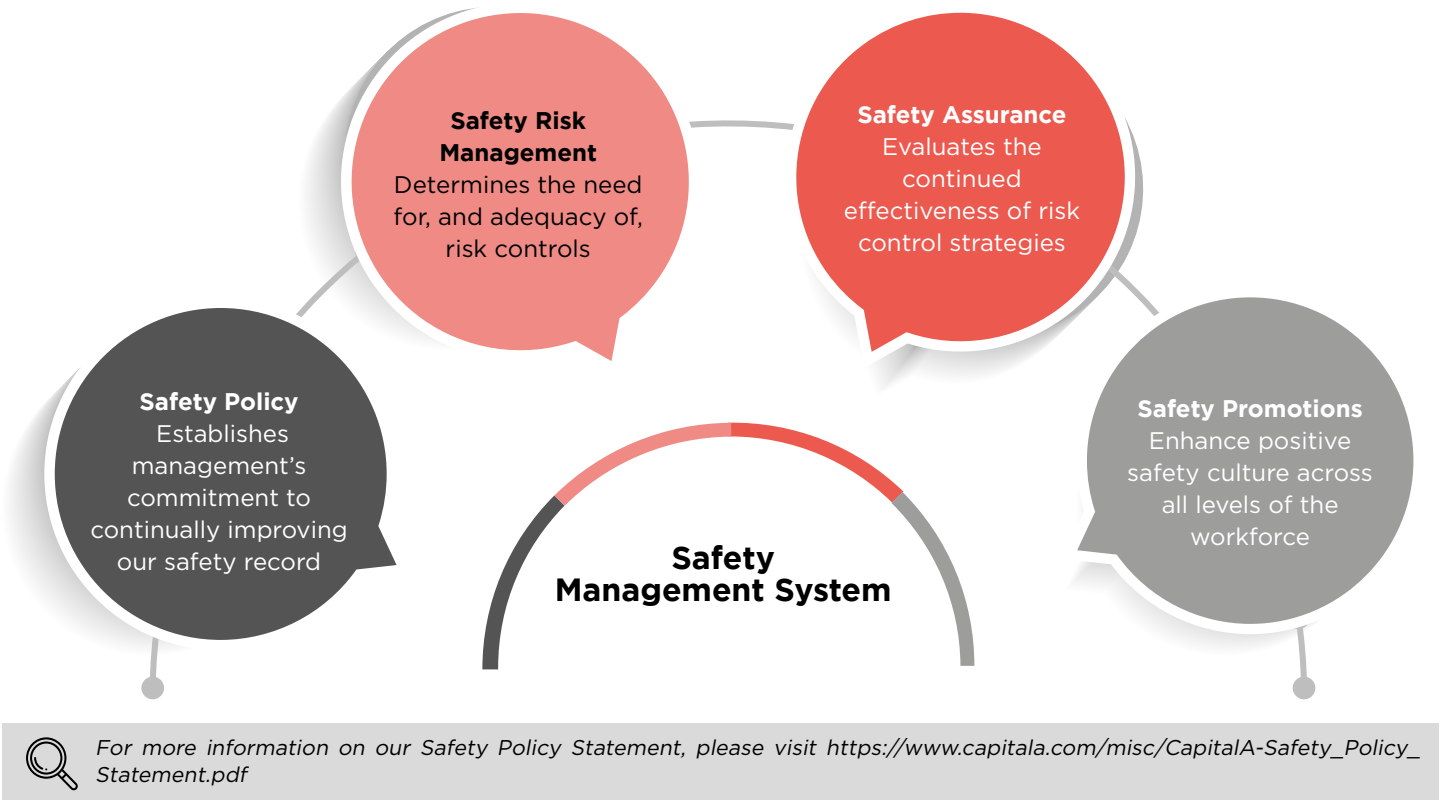 Safety Policy
Establishes
management’s
commitment to
continually improving
our safety record
Safety Risk
Management
Determines the need
for, and adequacy of,
risk controls
Safety Assurance
Evaluates the
continued
effectiveness of risk
control strategies
Safety Promotions
Enhance positive
safety culture across
all levels of the
workforce
Safety
Management System
For more information on our Safety Policy Statement, please visit https://www.capitala.com/misc/CapitalA-Safety_Policy_
Statement.pdf